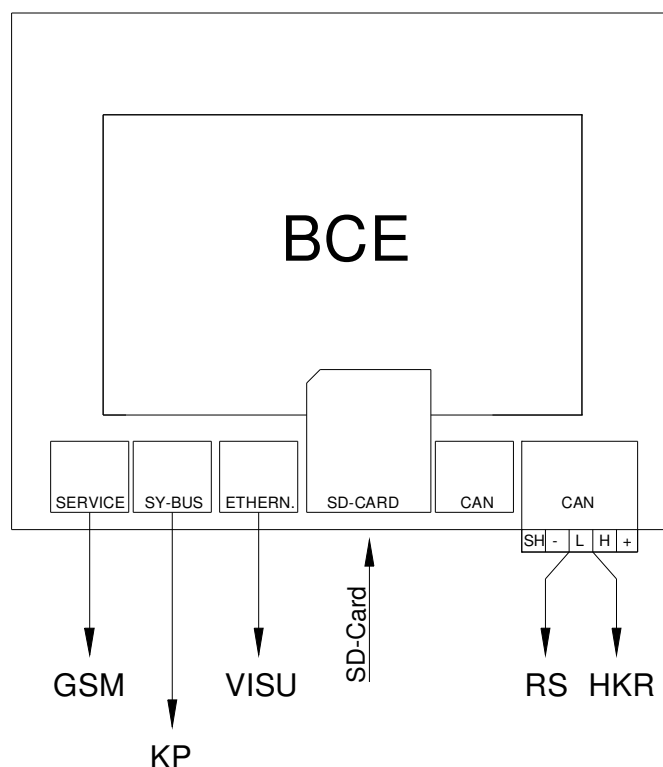 BCE
SERVICE SY-BUS ETHERN. SD-CARD CAN CAN
SH - L H +
SD-Card
GSM VISU RS HKR
KP